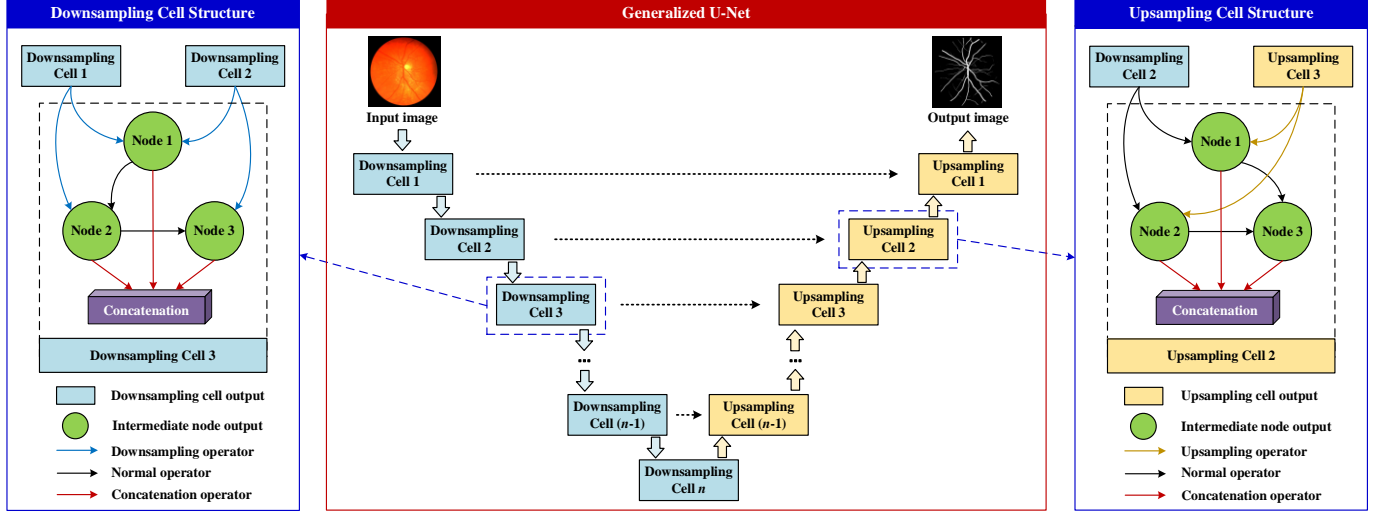 Downsampling Cell Structure
Downsampling
Cell 1
Downsampling
Cell 2
Node 1
Node 2
Node 3
Concatenation
Downsampling Cell 3
Downsampling cell output
Intermediate node output
Downsampling operator
Normal operator
Concatenation operator
Generalized U-Net
Input image
Output image
Downsampling
Cell 1
Upsampling
Cell 1
Downsampling
Cell 2
Upsampling
Cell 2
Downsampling
Cell 3
Upsampling
Cell 3
...
...
Downsampling
Cell (n-1)
Upsampling
Cell (n-1)
Downsampling
Cell n
Upsampling Cell Structure
Downsampling
Cell 2
Upsampling
Cell 3
Node 1
Node 2
Node 3
Concatenation
Upsampling Cell 2
Upsampling cell output
Intermediate node output
Upsampling operator
Normal operator
Concatenation operator